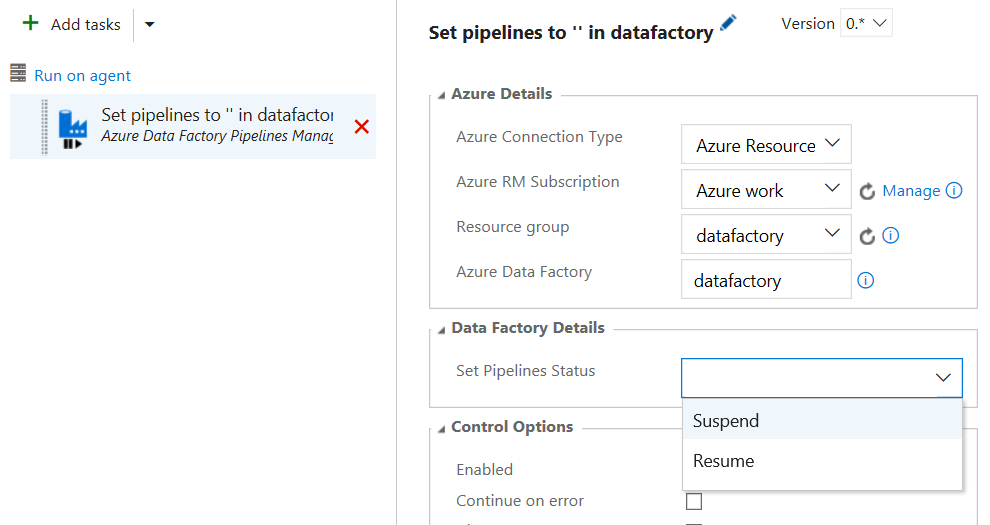 Add tasks
Run on agent
Set pipelines to '' in datafactor
Azure Data Factory Pipelines Manag
Set pipelines to '' in datafactory
Version 0.*
Azure Details
Azure Connection Type Azure Resource
Azure RM Subscription Azure work Manage
Resource group datafactory
Azure Data Factory datafactory
Data Factory Details
Set Pipelines Status
Suspend
Resume
Control Options
Enabled
Continue on error